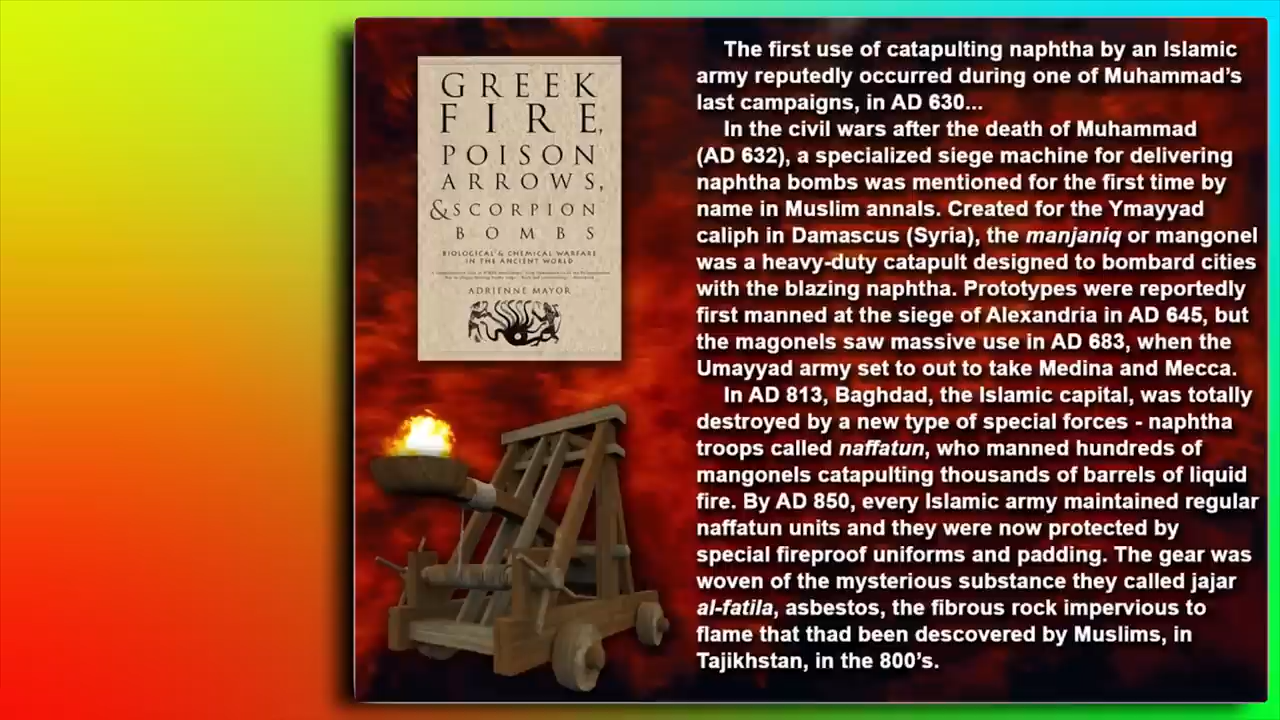 GREEK
FIRE,
POISON
ARROWS,
&SCORPION
BOMBS
BIOLOGICAL & CHEMICAL WARFARE
IN THE ANCIENT WORLD
ADRIENNE MAYOR
The first use of catapulting naphtha by an Islamic
army reputedly occurred during one of Muhammad's
last campaigns, in AD 630...
In the civil wars after the death of Muhammad
(AD 632), a specialized siege machine for delivering
naphtha bombs was mentioned for the first time by
name in Muslim annals. Created for the Ymayyad
caliph in Damascus (Syria), the manjaniq or mangonel
was a heavy-duty catapult designed to bombard cities
with the blazing naphtha. Prototypes were reportedly
first manned at the siege of Alexandria in AD 645, but
the magonels saw massive use in AD 683, when the
Umayyad army set to out to take Medina and Mecca.
In AD 813, Baghdad, the Islamic capital, was totally
destroyed by a new type of special forces - naphtha
troops called naffatun, who manned hundreds of
mangonels catapulting thousands of barrels of liquid
fire. By AD 850, every Islamic army maintained regular
naffatun units and they were now protected by
special fireproof uniforms and padding. The gear was
woven of the mysterious substance they called jajar
al-fatila, asbestos, the fibrous rock impervious to
flame that thad been descovered by Muslims, in
Tajikhstan, in the 800's.